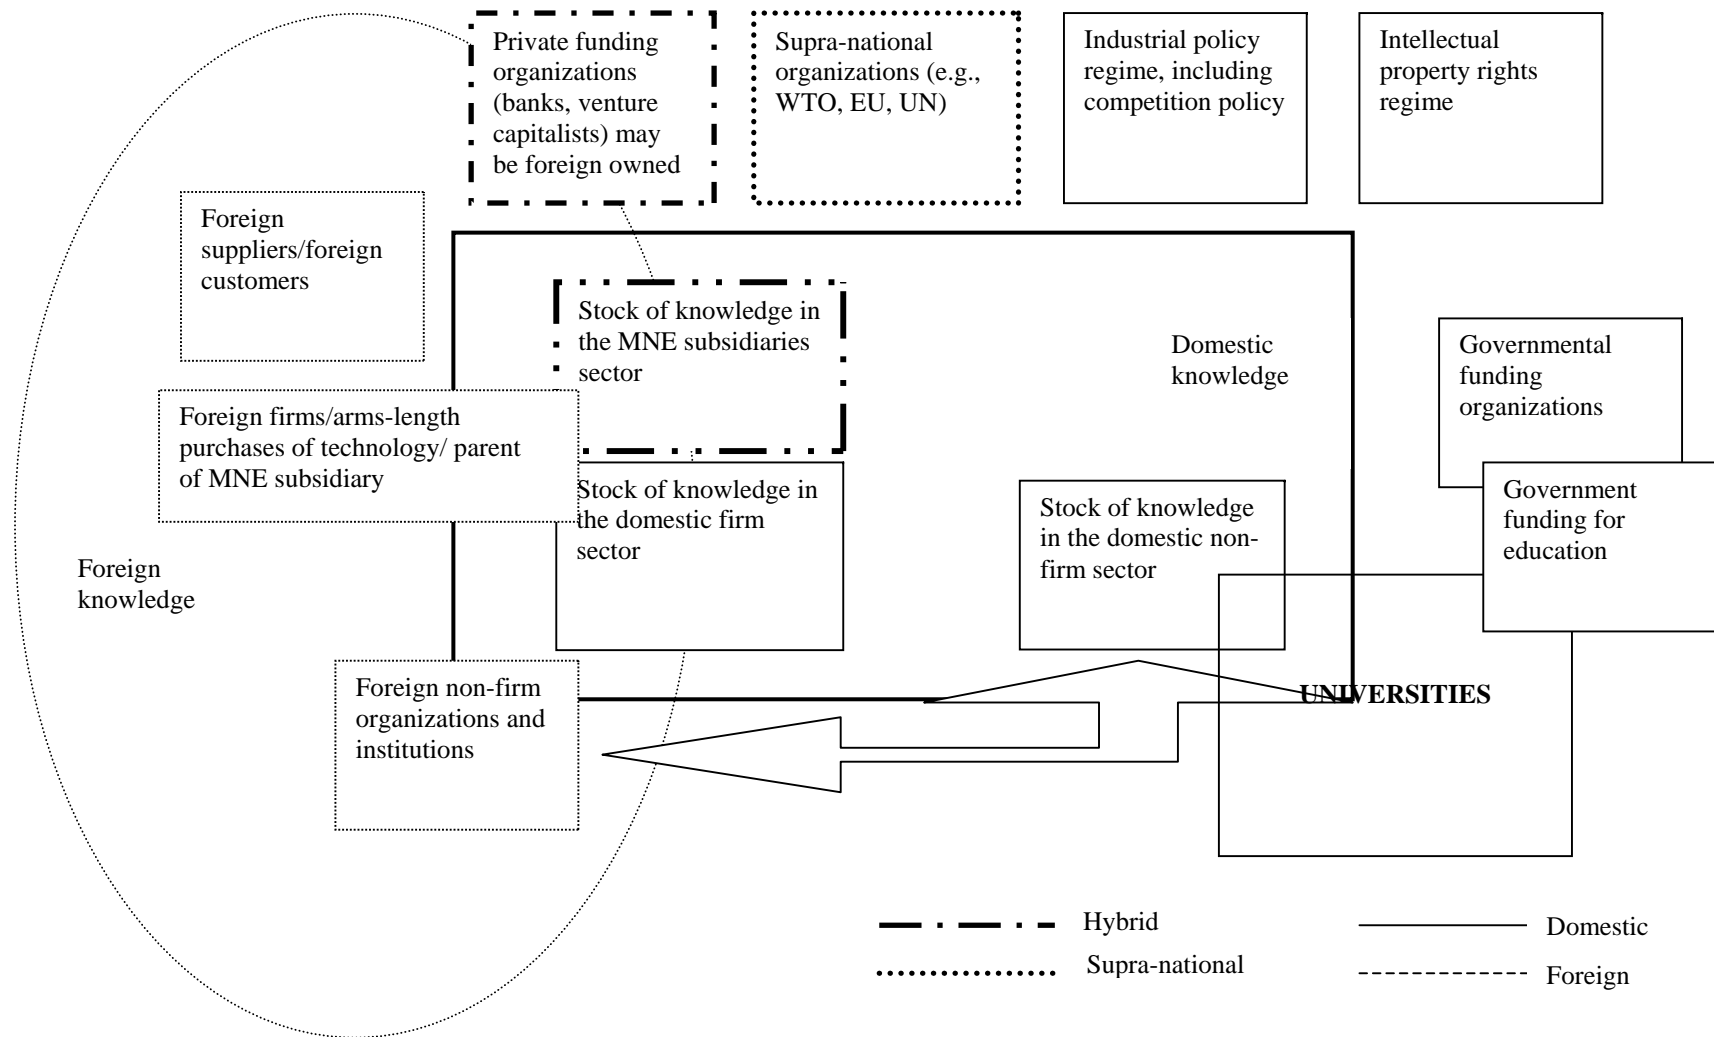 Private funding
organizations
(banks, venture
capitalists) may
be foreign owned
Supra-national
organizations (e.g.,
WTO, EU, UN)
Industrial policy
regime, including
competition policy
Intellectual
property rights
regime
Foreign
suppliers/foreign
customers
Stock of knowledge in
the MNE subsidiaries
sector
Domestic
knowledge
Governmental
funding
organizations
Foreign firms/arms-length
purchases of technology/ parent
of MNE subsidiary
Stock of knowledge in
the domestic firm
sector
Stock of knowledge
in the domestic non-
firm sector
Government
funding for
education
Foreign
knowledge
Foreign non-firm
organizations and
institutions
UNIVERSITIES
Hybrid
Domestic
Supra-national
Foreign